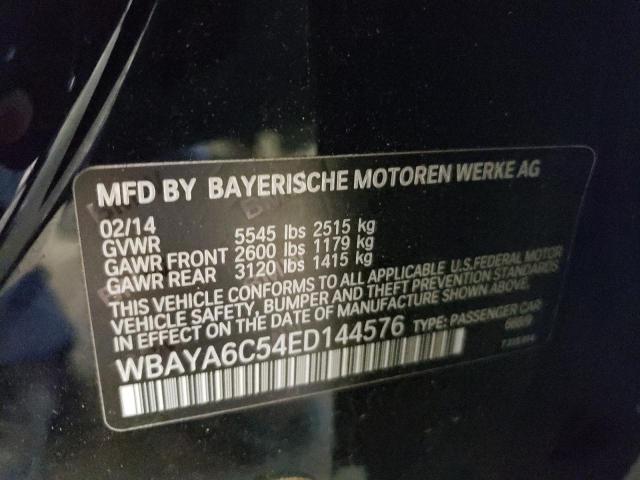 MFD BY BAYERISCHE MOTOREN WERKE AG
02/14
GVWR 5545 lbs 2515 kg
GAWR FRONT 2600 lbs 1179 kg
GAWR REAR 3120 lbs 1415 kg
THIS VEHICLE CONFORMS TO ALL APPLICABLE U.S. FEDERAL MOTOR
VEHICLE SAFETY, BUMPER AND THEFT PREVENTION STANDARDS
IN EFFECT ON THE DATE OF MANUFACTURE SHOWN ABOVE.
WBAYA6C54ED144576 TYPE: PASSENGER CAR